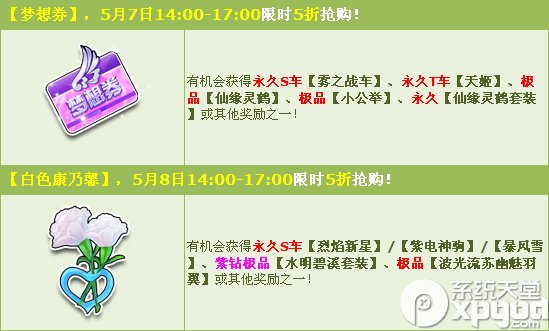 【梦想券】，5月7日14:00-17:00限时5折抢购！
梦想券
有机会获得永久S车【雾之战车】、永久T车【天姬】、极
品【仙缘灵鹤】、极品【小公举】、永久【仙缘灵鹤套装
】或其他奖励之一！
【白色康乃馨】，5月8日14:00-17:00限时5折抢购！
有机会获得永久S车【烈焰新星】/【紫电神驹】/【暴风雪
】、紫钻极品【水明碧溪套装】、极品【波光流苏幽魅羽
翼】或其他奖励之一！
系统天堂
xpgod